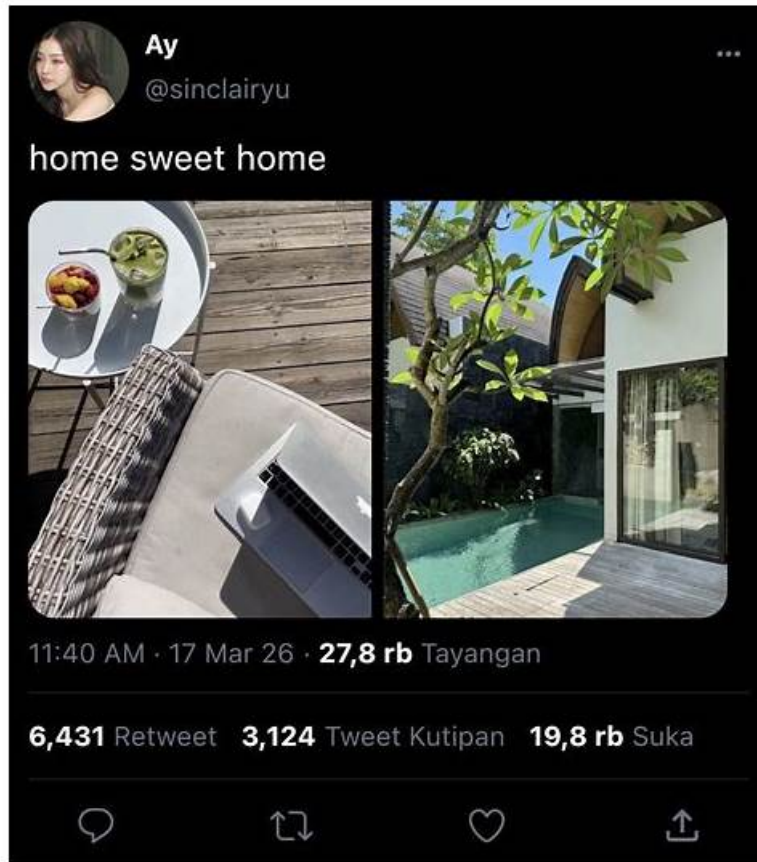 Ay
@sinclairyu
home sweet home
11:40 AM · 17 Mar 26 · 27,8 rb Tayangan
6,431 Retweet 3,124 Tweet Kutipan 19,8 rb Suka